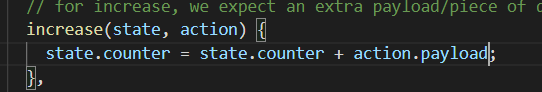 // for increase, we expect an extra payload/piece of
increase(state, action) {
state.counter = state.counter + action.payload;
},